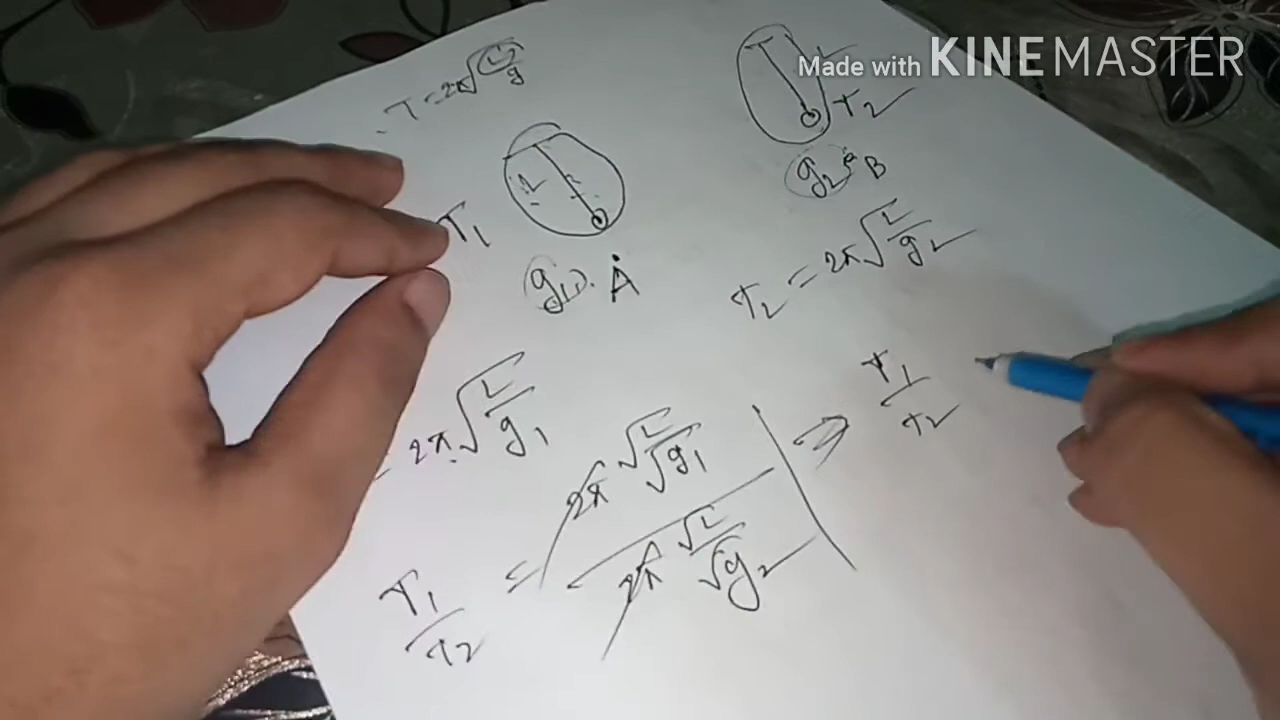 Made with KINEMASTER
T = 2π√L/g
T₂
g₂ B
T₁
g₁ A
T₂ = 2π√L/g₂
2π√L/g₁
T₁/T₂ = 2π √L/√g₁ / 2π √L/√g₂ ⇒ T₁/T₂